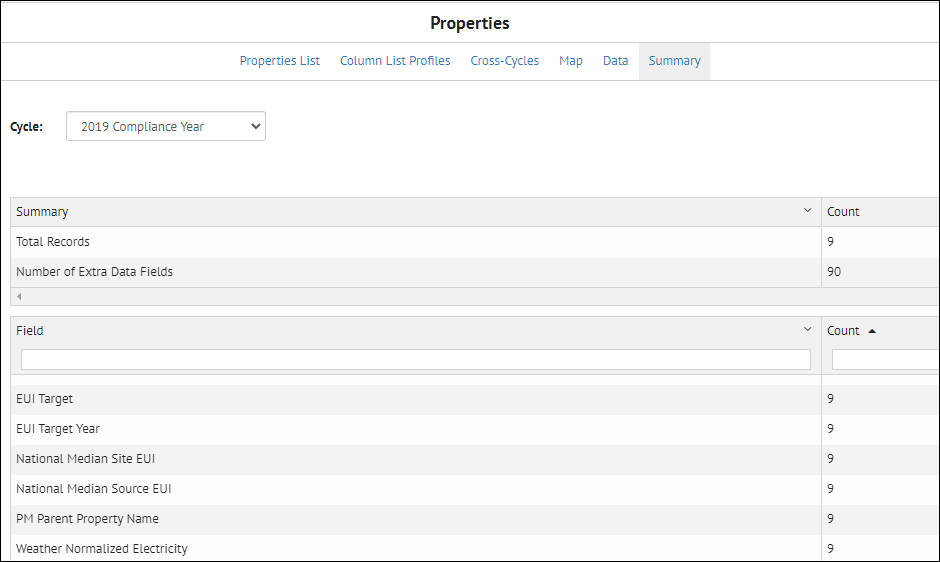 Properties
Properties List Column List Profiles Cross-Cycles Map Data Summary
Cycle: 2019 Compliance Year
Summary Count
Total Records 9
Number of Extra Data Fields 90
Field Count
EUI Target 9
EUI Target Year 9
National Median Site EUI 9
National Median Source EUI 9
PM Parent Property Name 9
Weather Normalized Electricity 9